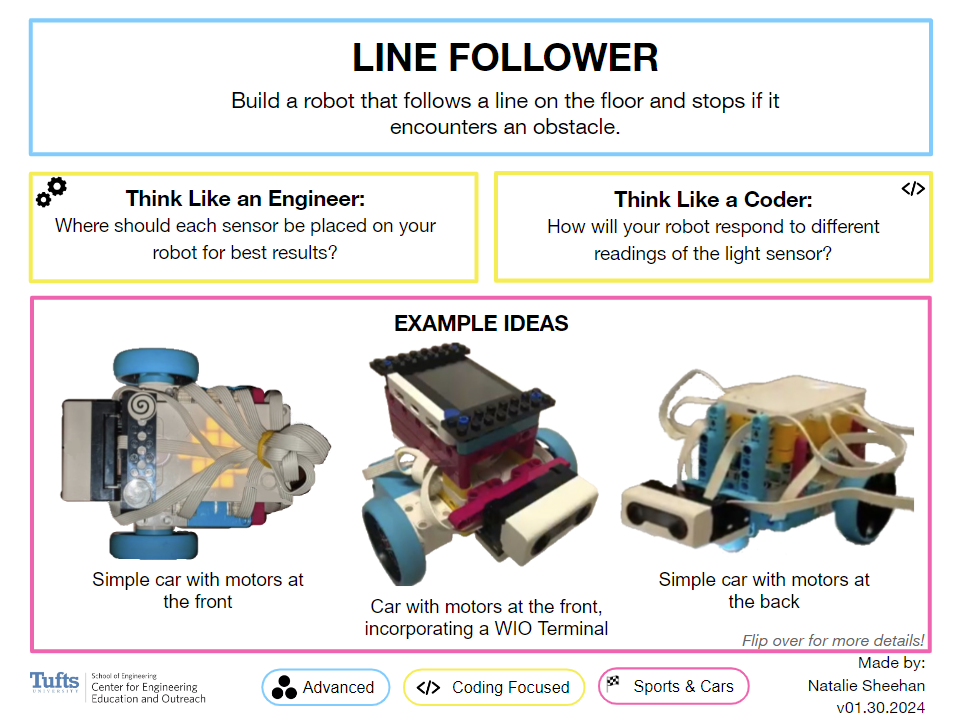 LINE FOLLOWER
Build a robot that follows a line on the floor and stops if it
encounters an obstacle.
Think Like an Engineer:
Where should each sensor be placed on your
robot for best results?
</>
Think Like a Coder:
How will your robot respond to different
readings of the light sensor?
EXAMPLE IDEAS
Simple car with motors at
the front
Car with motors at the front,
incorporating a WIO Terminal
Simple car with motors at
the back
Flip over for more details!
Tufts
UNIVERSITY
School of Engineering
Center for Engineering
Education and Outreach
Advanced
</> Coding Focused
Sports & Cars
Made by:
Natalie Sheehan
v01.30.2024